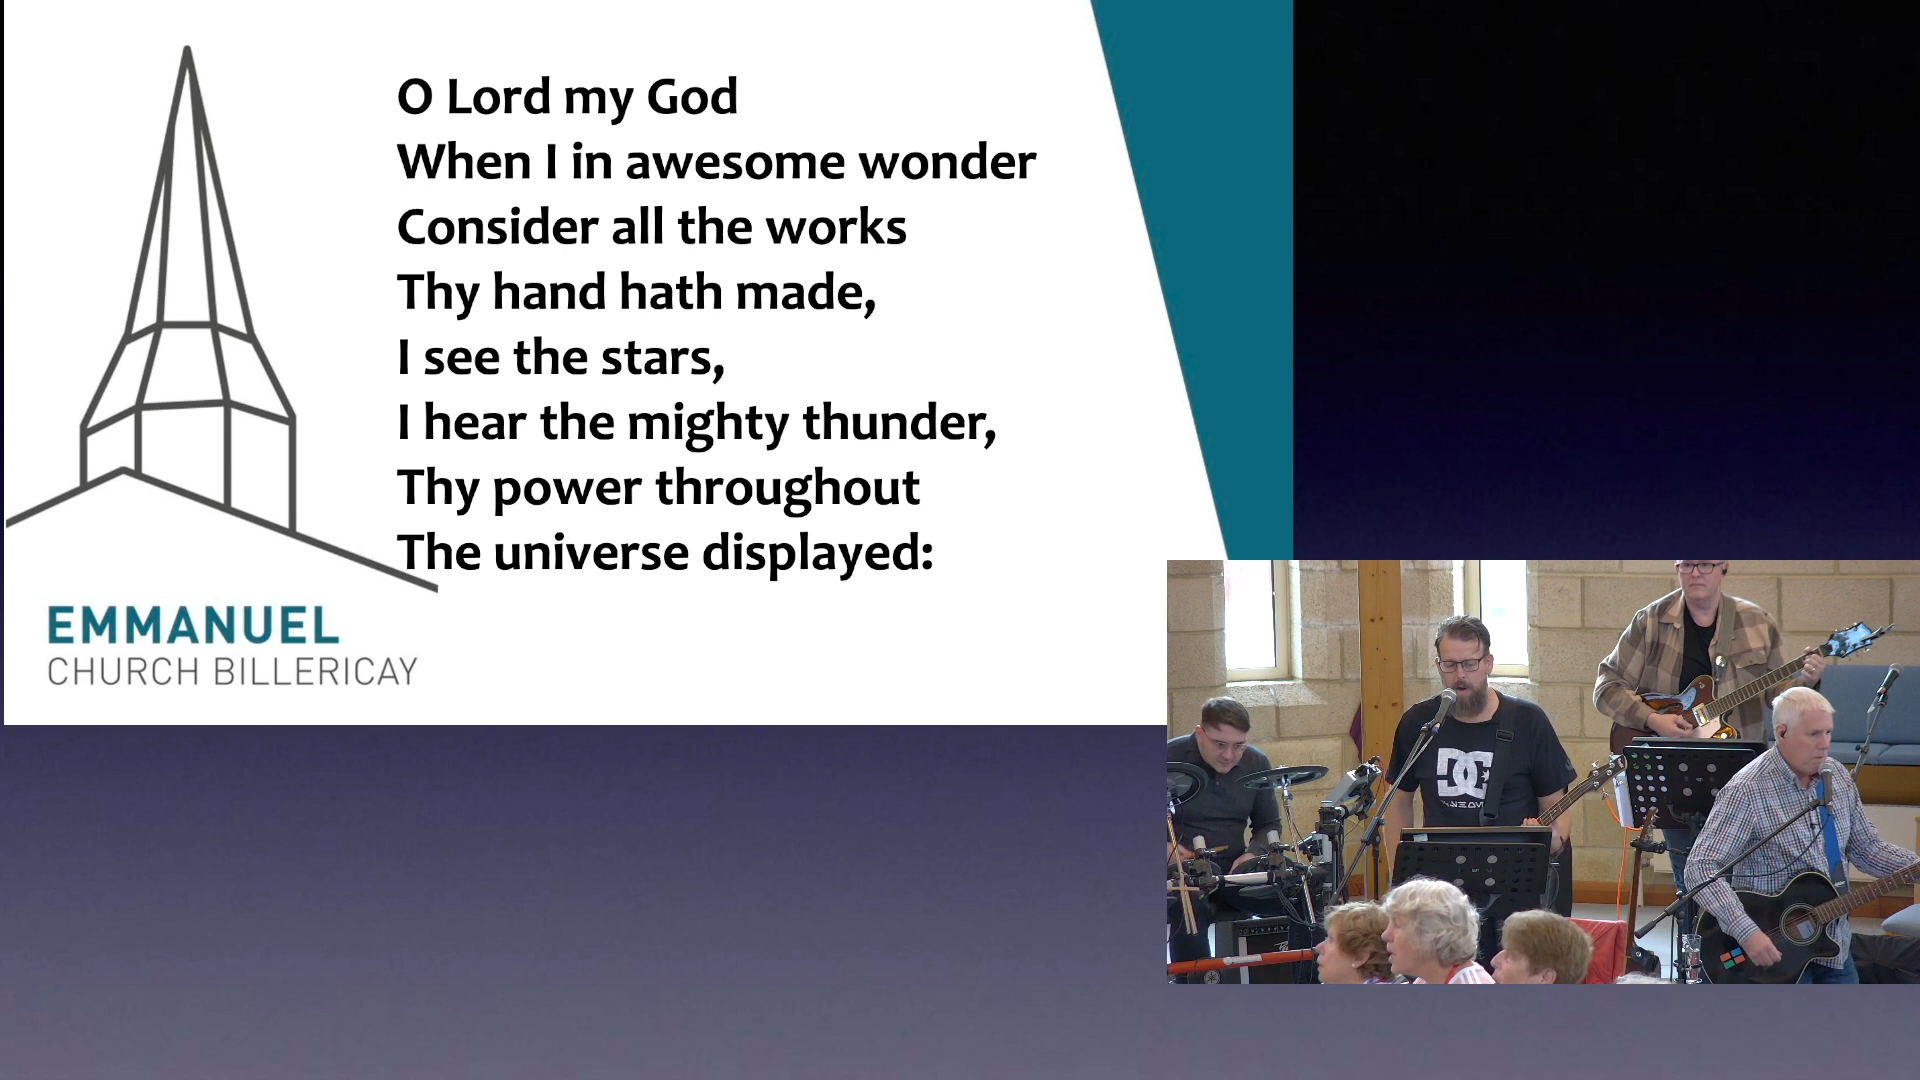 O Lord my God
When I in awesome wonder
Consider all the works
Thy hand hath made,
I see the stars,
I hear the mighty thunder,
Thy power throughout
The universe displayed:
EMMANUEL
CHURCH BILLERICAY
DC